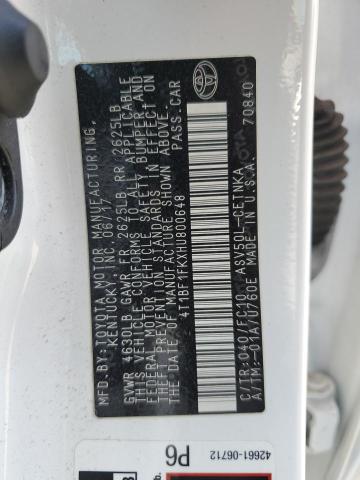 MFD. BY:TOYOTA MOTOR MANUFACTURING,
KENTUCKY, INC. 06/17
GVWR 4630LB GAWR FR 2625LB RR 2625LB
THIS VEHICLE CONFORMS TO ALL APPLICABLE
FEDERAL MOTOR VEHICLE SAFETY, BUMPER, AND
THEFT PREVENTION STANDARDS IN EFFECT ON
THE DATE OF MANUFACTURE SHOWN ABOVE.
4T1BF1FKXHU800648 PASS.CAR
C/TR:040/FC10 ASV50L-CETNKA
A/TM:-01A/U760E MADE IN U.S.A. 70840
P6 42661-06712